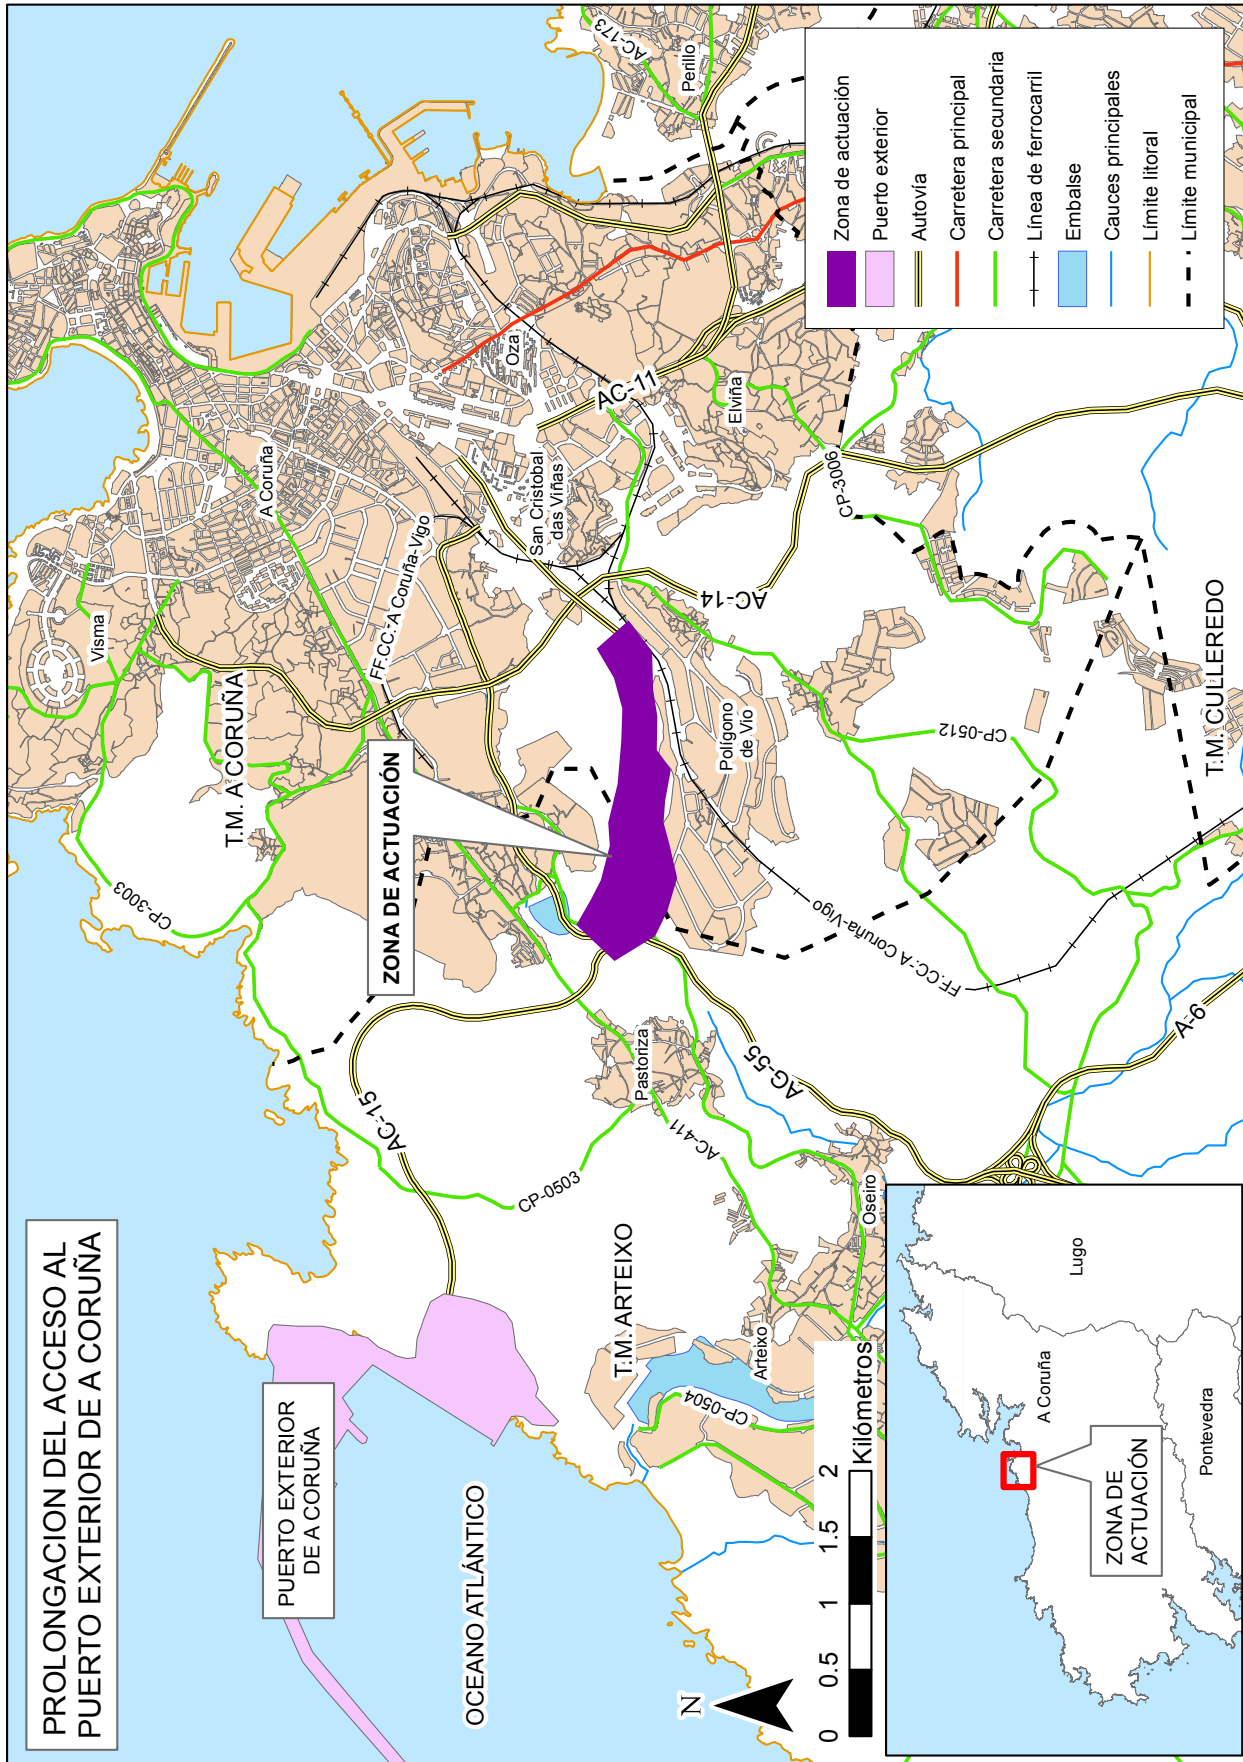 PROLONGACION DEL ACCESO AL
PUERTO EXTERIOR DE A CORUÑA
PUERTO EXTERIOR
DE A CORUÑA
OCEANO ATLÁNTICO
N
0
0.5
1
1.5
2
Kilómetros
T.M. ARTEIXO
Arteixo
CP-0504
Oseiro
AC-411
Pastoriza
CP-0503
AC-15
AG-55
A-6
CP-3003
T.M. A CORUÑA
ZONA DE ACTUACIÓN
Visma
A Coruña
FF.CC. A Coruña-Vigo
San Cristobal
das Viñas
Oza
AC-11
Elviña
CP-3006
AC-14
Polígono
de Vio
CP-0512
FF.CC. A Coruña-Vigo
T.M. CULLEREDO
AC-173
Perillo
Zona de actuación
Puerto exterior
Autovía
Carretera principal
Carretera secundaria
Línea de ferrocarril
Embalse
Cauces principales
Límite litoral
Límite municipal
Lugo
A Coruña
Pontevedra
ZONA DE
ACTUACIÓN